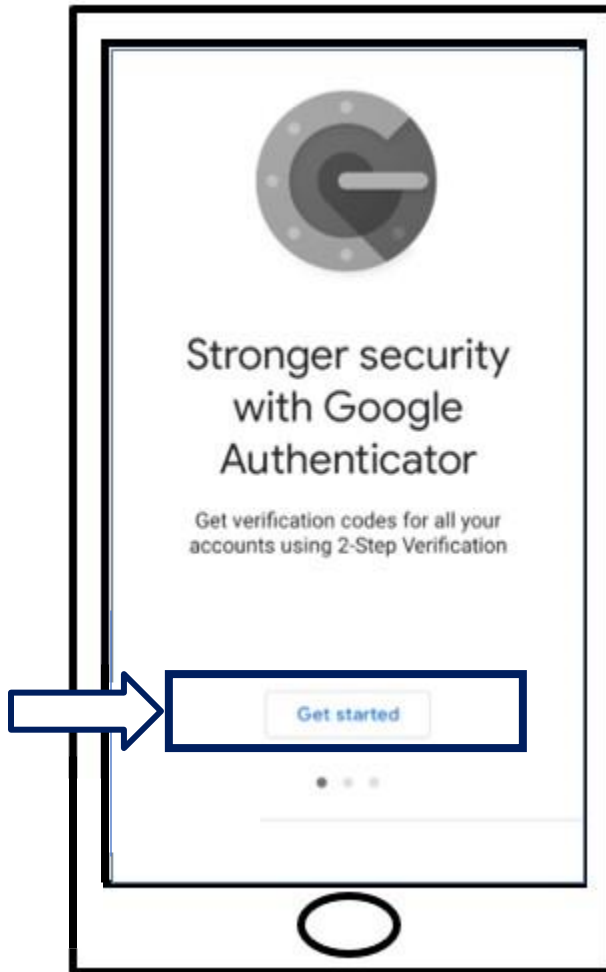 Stronger security
with Google
Authenticator
Get verification codes for all your
accounts using 2-Step Verification
Get started